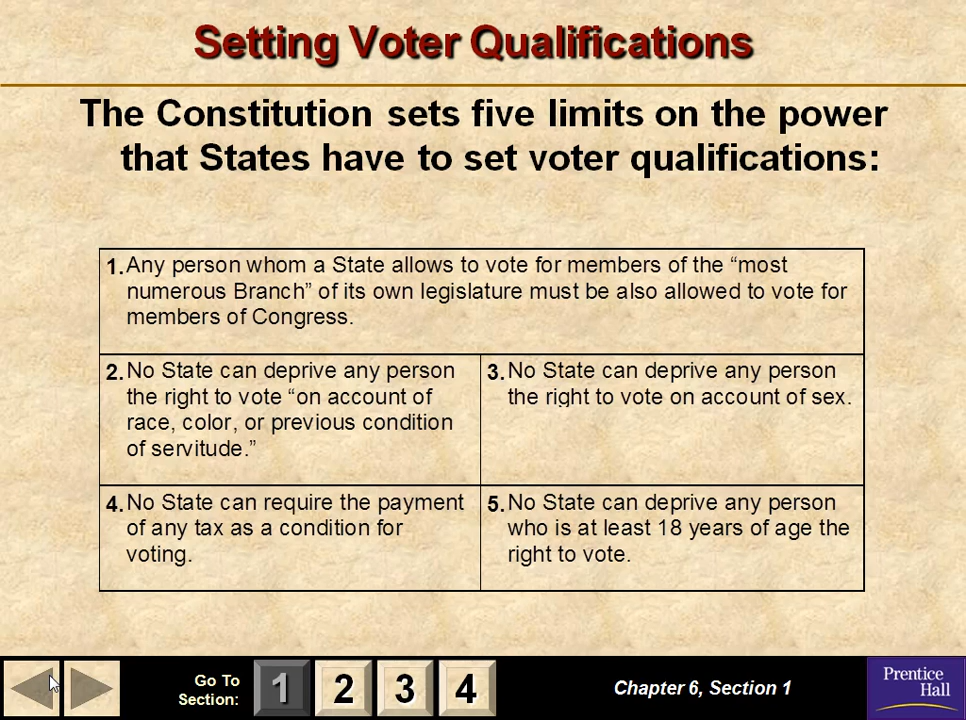 Setting Voter Qualifications
The Constitution sets five limits on the power
that States have to set voter qualifications:
1. Any person whom a State allows to vote for members of the “most
numerous Branch” of its own legislature must be also allowed to vote for
members of Congress.
2. No State can deprive any person
the right to vote “on account of
race, color, or previous condition
of servitude.”
3. No State can deprive any person
the right to vote on account of sex.
4. No State can require the payment
of any tax as a condition for
voting.
5. No State can deprive any person
who is at least 18 years of age the
right to vote.
Go To
Section:
1 2 3 4
Chapter 6, Section 1
Prentice
Hall